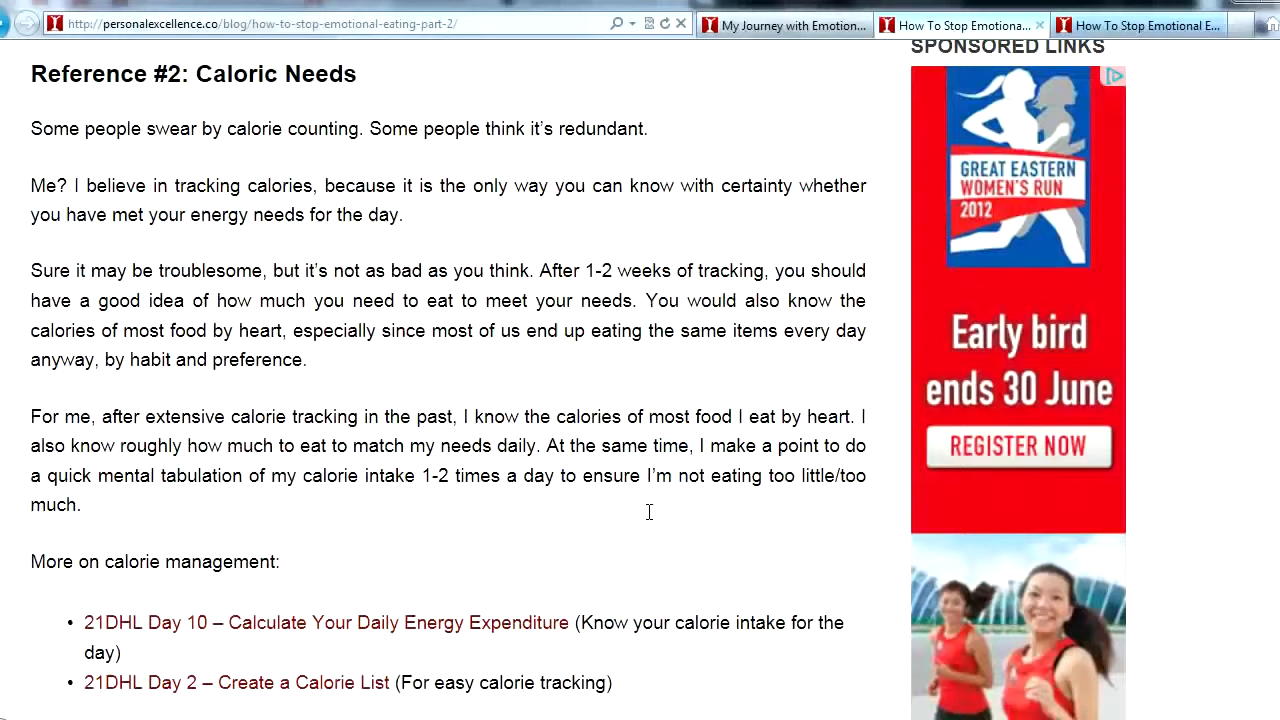 http://personalexcellence.co/blog/how-to-stop-emotional-eating-part-2/
My Journey with Emotion...
How To Stop Emotiona...
How To Stop Emotional E...
Reference #2: Caloric Needs
Some people swear by calorie counting. Some people think it's redundant.
Me? I believe in tracking calories, because it is the only way you can know with certainty whether
you have met your energy needs for the day.
Sure it may be troublesome, but it's not as bad as you think. After 1-2 weeks of tracking, you should
have a good idea of how much you need to eat to meet your needs. You would also know the
calories of most food by heart, especially since most of us end up eating the same items every day
anyway, by habit and preference.
For me, after extensive calorie tracking in the past, I know the calories of most food I eat by heart. I
also know roughly how much to eat to match my needs daily. At the same time, I make a point to do
a quick mental tabulation of my calorie intake 1-2 times a day to ensure I'm not eating too little/too
much.
More on calorie management:
• 21DHL Day 10 – Calculate Your Daily Energy Expenditure (Know your calorie intake for the
day)
• 21DHL Day 2 – Create a Calorie List (For easy calorie tracking)
SPONSORED LINKS
GREAT EASTERN
WOMEN'S RUN
2012
Early bird
ends 30 June
REGISTER NOW